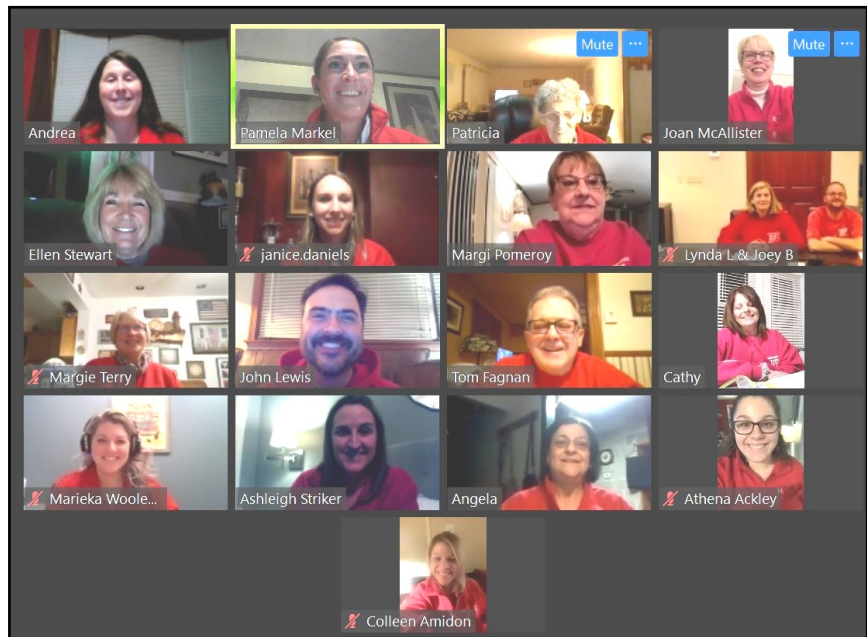 Mute ...
Mute ...
Andrea
Pamela Markel
Patricia
Joan McAllister
Ellen Stewart
janice.daniels
Margi Pomeroy
Lynda L & Joey B
Margie Terry
John Lewis
Tom Fagnan
Cathy
Marieka Woole...
Ashleigh Striker
Angela
Athena Ackley
Colleen Amidon